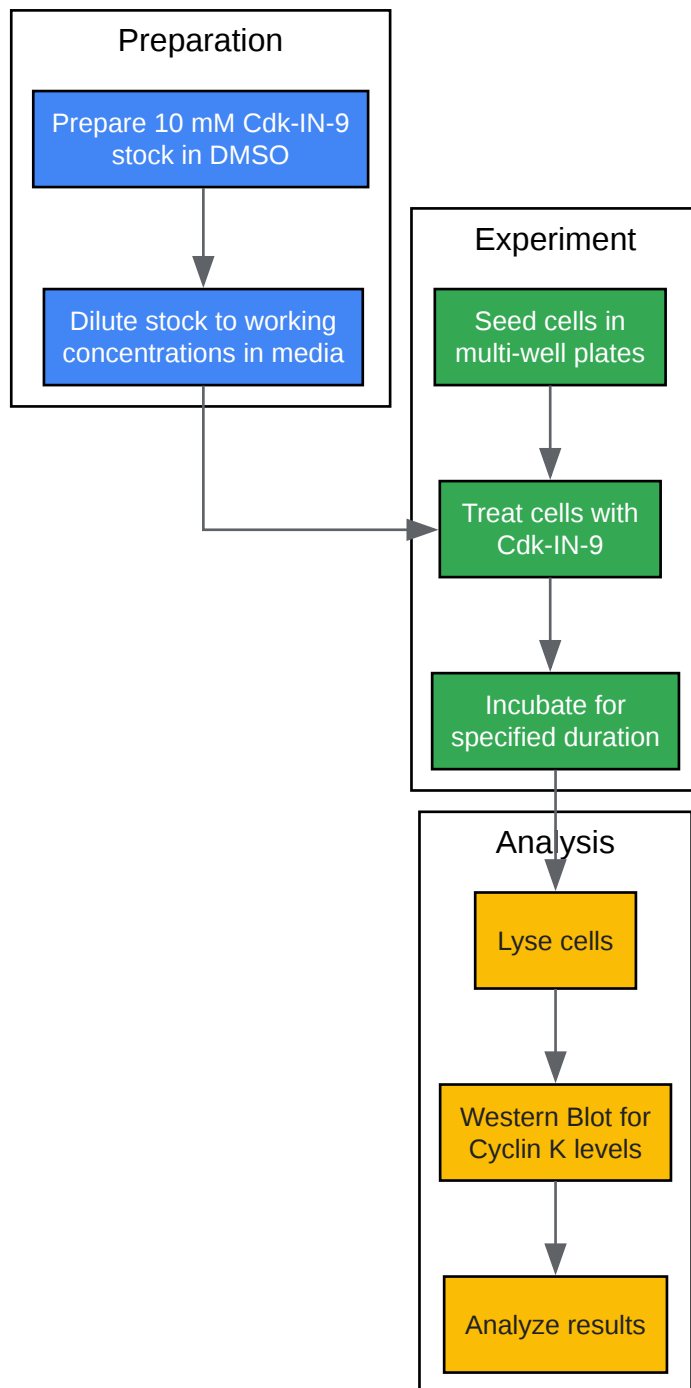 Preparation
Prepare 10 mM Cdk-IN-9
stock in DMSO
Dilute stock to working
concentrations in media
Experiment
Seed cells in
multi-well plates
Treat cells with
Cdk-IN-9
Incubate for
specified duration
Analysis
Lyse cells
Western Blot for
Cyclin K levels
Analyze results